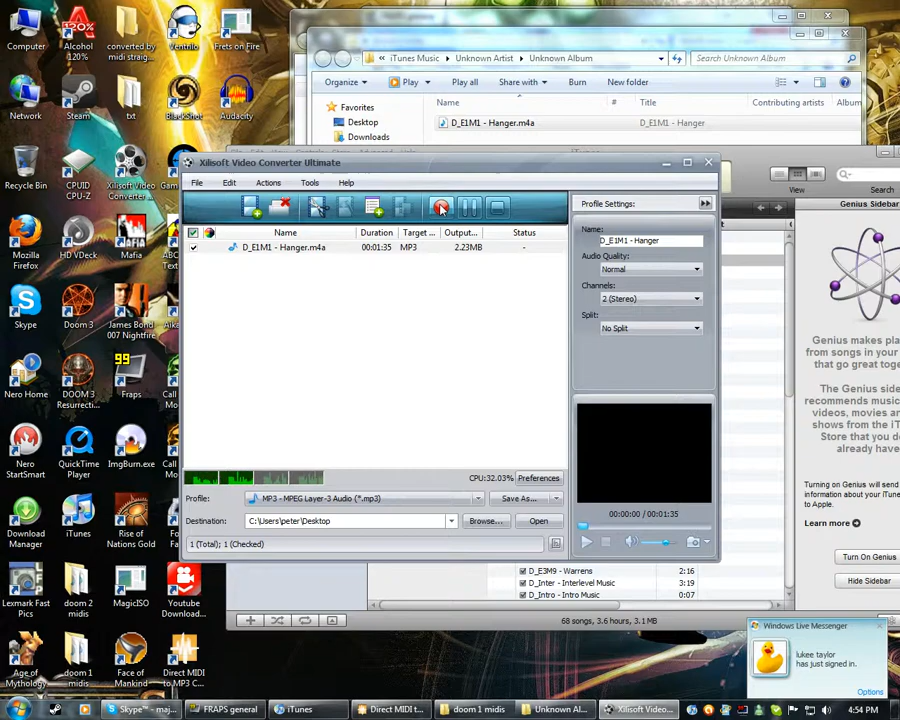 Computer
Alcohol 120%
converted by midi straig...
Ventrilo
Frets on Fire
Network
Steam
txt
BlackShot
Audacity
Recycle Bin
CPUID CPU-Z
Xilisoft Video Converter ...
Mozilla Firefox
HD VDeck
Mafia
Skype
Doom 3
James Bond 007 Nightfire
99
Nero Home
DOOM 3 Resurrecti...
Fraps
Nero StartSmart
QuickTime Player
ImgBurn.exe
Download Manager
iTunes
Rise of Nations Gold
Lexmark Fast Pics
doom 2 midis
MagicISO
Youtube Download...
Age of Mythology
doom 1 midis
Face of Mankind
Direct MIDI to MP3 C...
iTunes Music
Unknown Artist
Unknown Album
Search Unknown Album
Organize
Play
Play all
Share with
Burn
New folder
Favorites
Desktop
Downloads
Name
#
Title
Contributing artists
Album
D_E1M1 - Hanger.m4a
D_E1M1 - Hanger
Xilisoft Video Converter Ultimate
File
Edit
Actions
Tools
Help
Name
Duration
Target ...
Output...
Status
D_E1M1 - Hanger.m4a
00:01:35
MP3
2.23MB
-
Profile Settings:
Name:
D_E1M1 - Hanger
Audio Quality:
Normal
Channels:
2 (Stereo)
Split:
No Split
00:00:00 / 00:01:35
CPU:32.03%
Preferences
Profile:
MP3 - MPEG Layer-3 Audio (*.mp3)
Save As...
Destination:
C:\Users\peter\Desktop
Browse...
Open
1 (Total); 1 (Checked)
View
Search
Genius Sidebar
Genius makes pla
from songs in your
that go great toge
The Genius sideb
recommends music
videos, movies an
shows from the iT
Store that you do
already have
Turning on Genius will send
information about your iTune
to Apple.
Learn more
Turn On Genius
Hide Sidebar
D_E3M9 - Warrens
2:16
D_Inter - Interlevel Music
3:19
D_Intro - Intro Music
0:07
68 songs, 3.6 hours, 3.1 MB
Windows Live Messenger
lukee taylor
has just signed in.
Options
Skype™ - maj...
FRAPS general
iTunes
Direct MIDI t...
doom 1 midis
Unknown Al...
Xilisoft Video...
4:54 PM